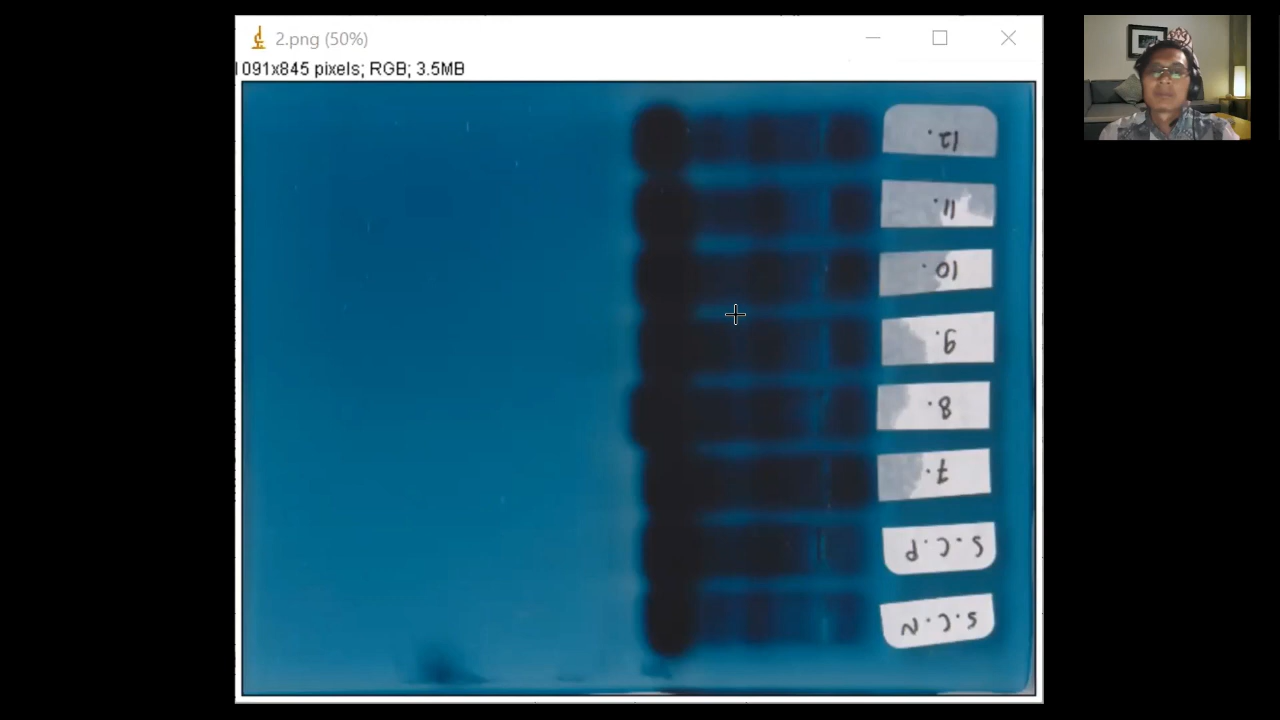 2.png (50%)
1091x845 pixels; RGB; 3.5MB
12.
11.
10.
9.
8.
7.
S.C.P
S.C.N